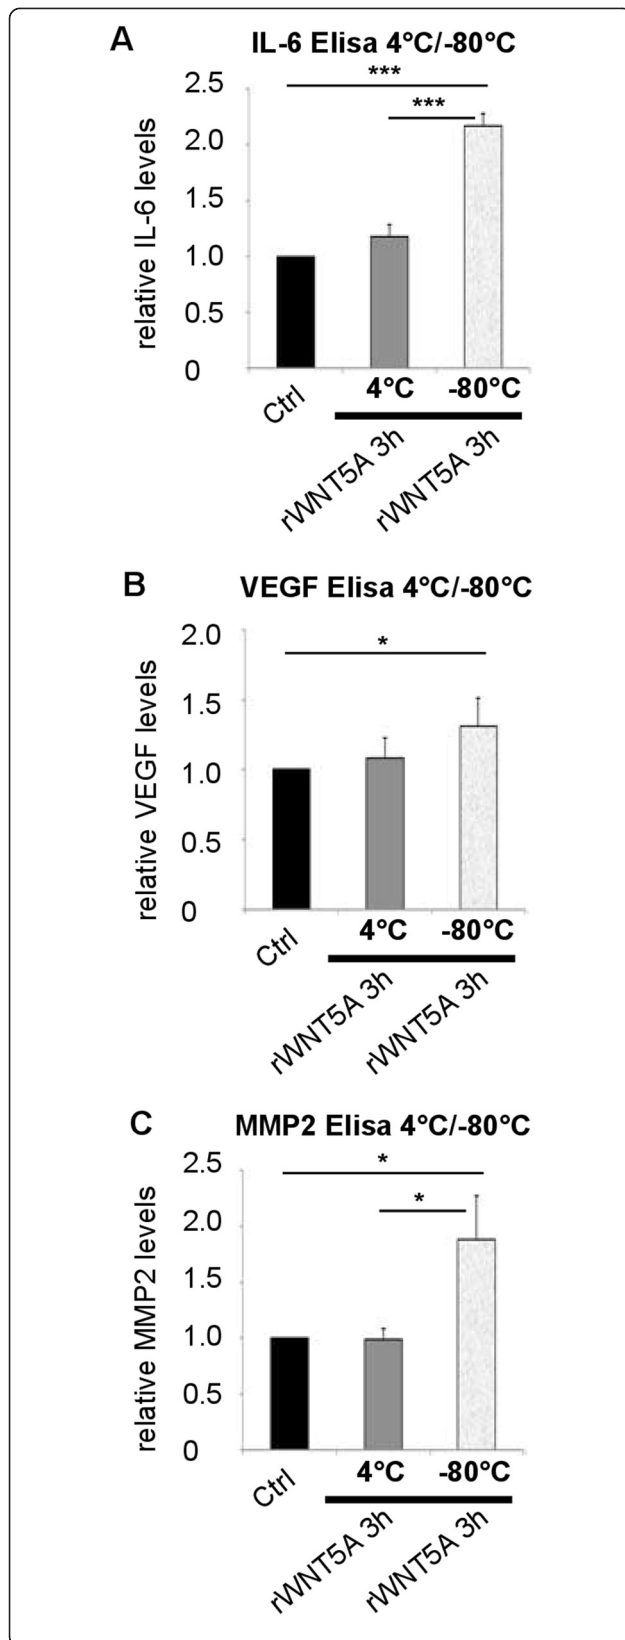 A
IL-6 Elisa 4°C/-80°C
***
***
relative IL-6 levels
2.5
2.0
1.5
1.0
0.5
0
Ctrl
4°C
-80°C
rWNT5A 3h
rWNT5A 3h
B
VEGF Elisa 4°C/-80°C
*
relative VEGF levels
2.0
1.5
1.0
0.5
0
Ctrl
4°C
-80°C
rWNT5A 3h
rWNT5A 3h
C
MMP2 Elisa 4°C/-80°C
*
*
relative MMP2 levels
2.5
2.0
1.5
1.0
0.5
0
Ctrl
4°C
-80°C
rWNT5A 3h
rWNT5A 3h